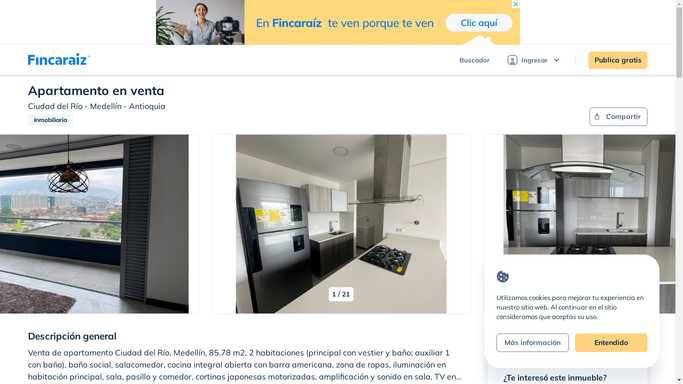 En Fincaraíz te ven porque te ven
Clic aquí
Fincaraíz
Buscador
Ingresar
Publica gratis
Apartamento en venta
Ciudad del Río - Medellín - Antioquia
Inmobiliaria
Compartir
1 / 21
Utilizamos cookies para mejorar tu experiencia en
nuestro sitio web. Al continuar en el sitio
consideramos que aceptas su uso.
Más información
Entendido
Descripción general
Venta de apartamento Ciudad del Río, Medellín, 85.78 m2, 2 habitaciones (principal con vestier y baño; auxiliar 1
con baño), baño social, salacomedor, cocina integral abierta con barra americana, zona de ropas, iluminación en
habitación principal, sala, pasillo y comedor, cortinas japonesas motorizadas, amplificación y sonido en sala, TV en...
¿Te interesó este inmueble?